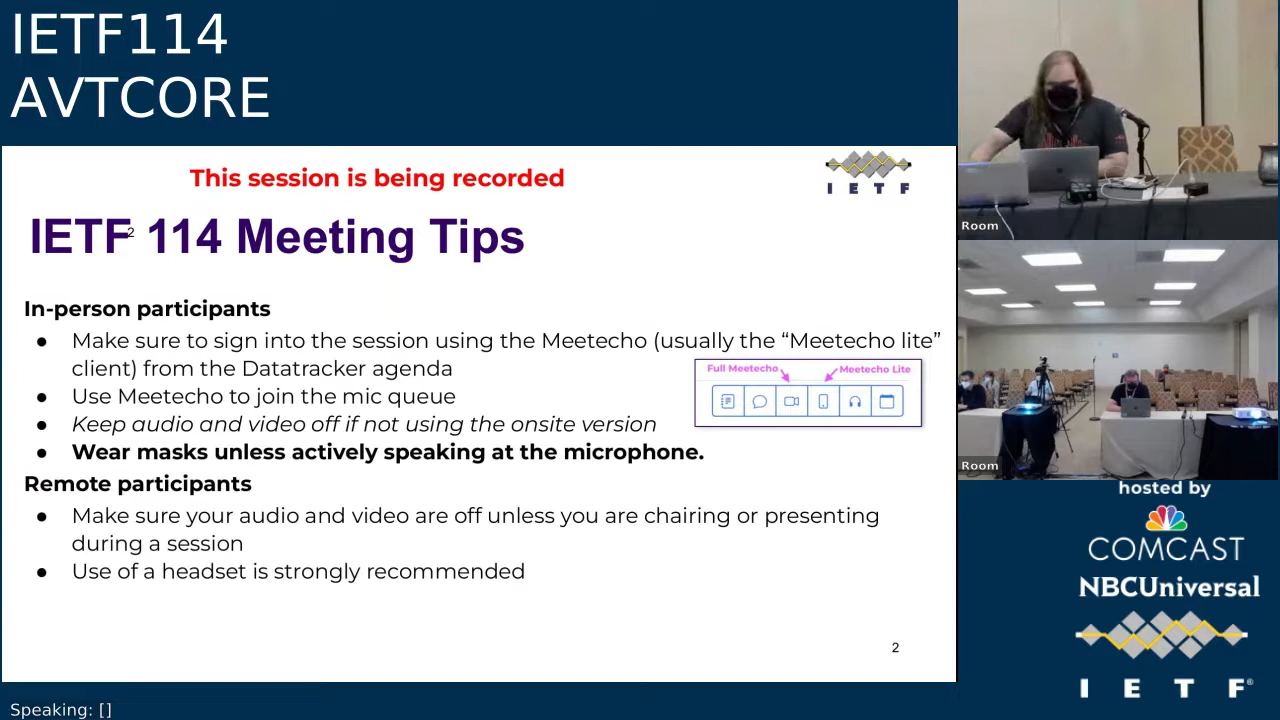 IETF114
AVTCORE
This session is being recorded
I E T F
IETF 114 Meeting Tips
2
In-person participants
● Make sure to sign into the session using the Meetecho (usually the “Meetecho lite”
client) from the Datatracker agenda
Full Meetecho
Meetecho Lite
● Use Meetecho to join the mic queue
● Keep audio and video off if not using the onsite version
● Wear masks unless actively speaking at the microphone.
Remote participants
● Make sure your audio and video are off unless you are chairing or presenting
during a session
● Use of a headset is strongly recommended
2
Speaking: []
Room
Room
hosted by
COMCAST
NBCUniversal
I E T F®